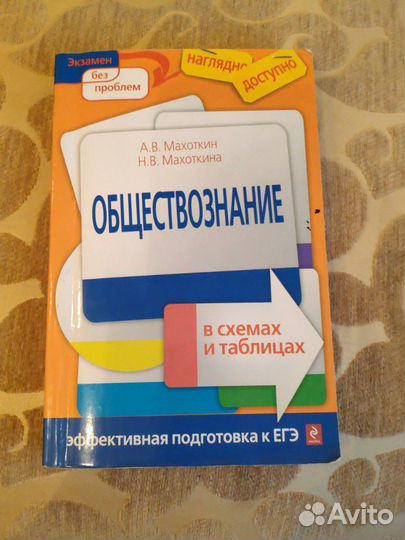 Экзамен
без
проблем
наглядно
доступно
А.В. Махоткин
Н.В. Махоткина
ОБЩЕСТВОЗНАНИЕ
в схемах
и таблицах
эффективная подготовка к ЕГЭ
Avito